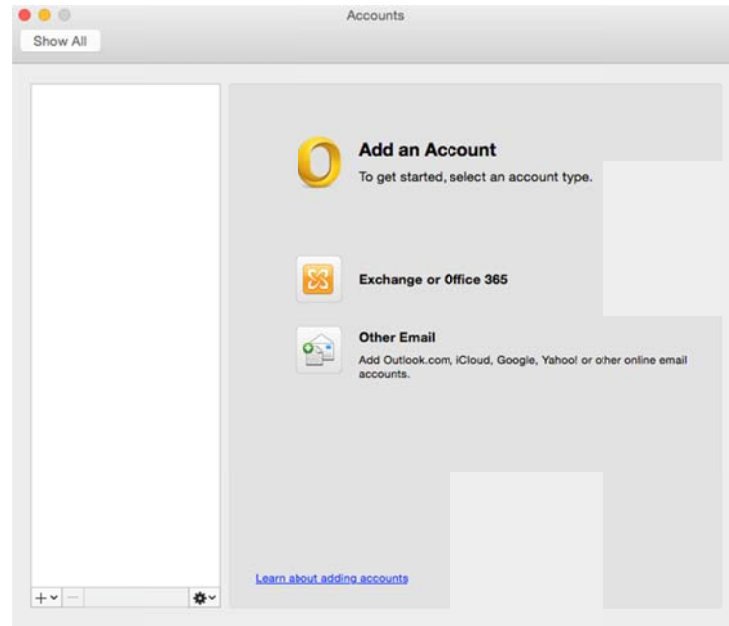 Accounts
Show All
Add an Account
To get started, select an account type.
Exchange or Office 365
Other Email
Add Outlook.com, iCloud, Google, Yahoo! or other online email
accounts.
Learn about adding accounts